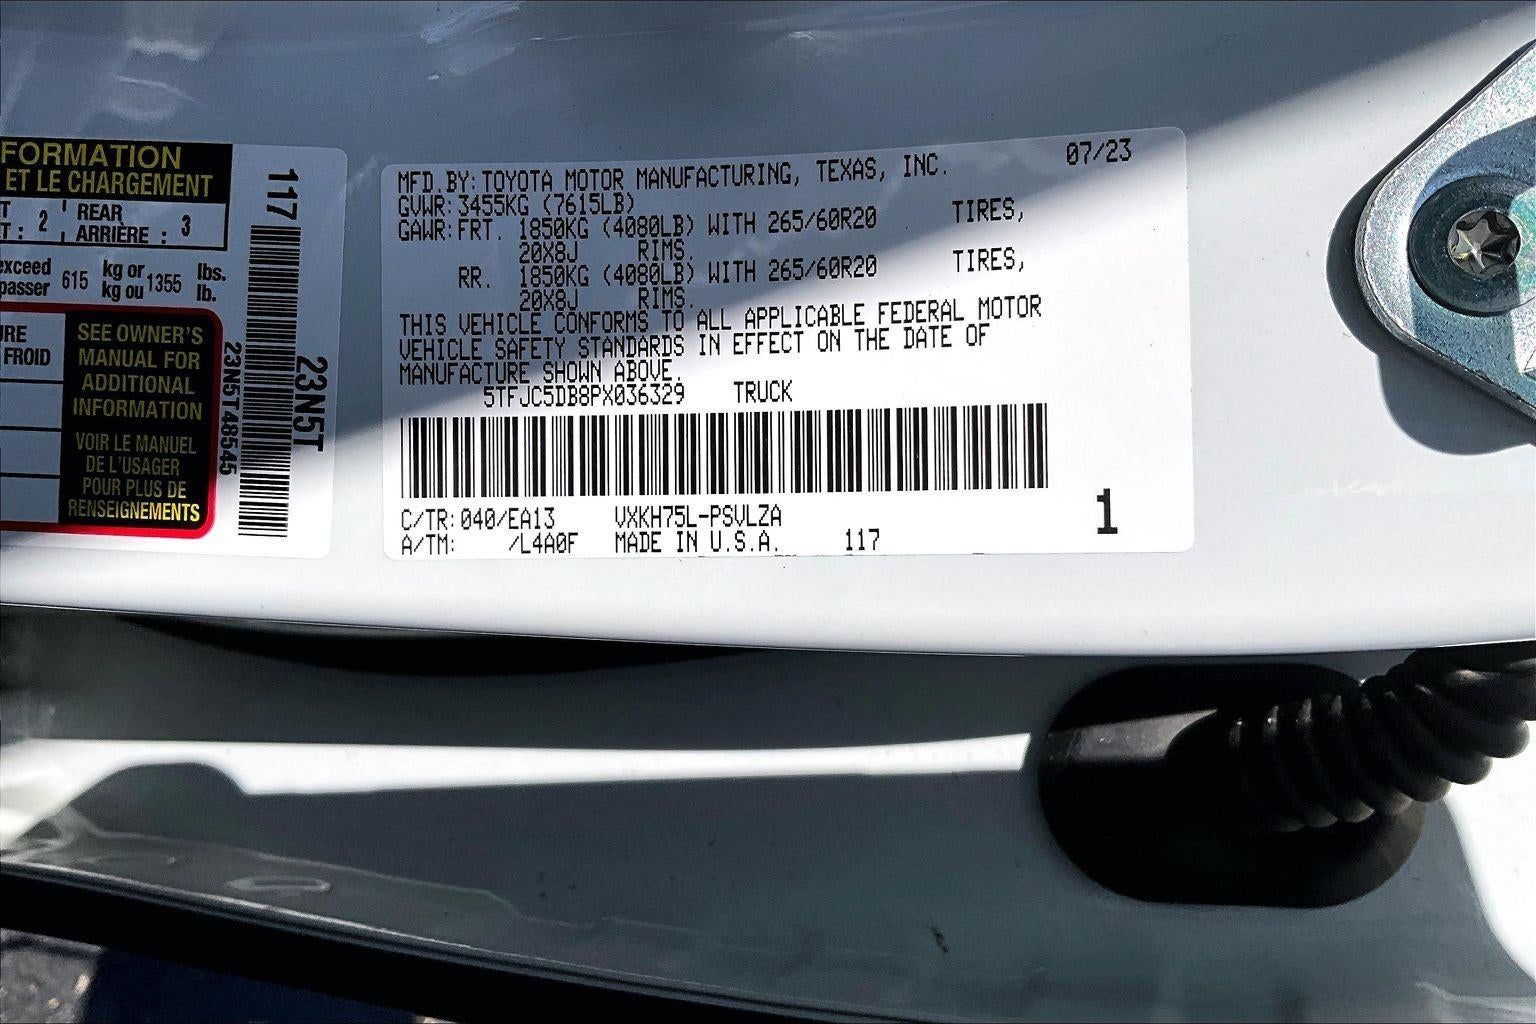 FORMATION
ET LE CHARGEMENT
2 REAR 3
: 2 ARRIÈRE :
exceed 615 kg or 1355 lbs.
passer kg ou lb.
FROID
SEE OWNER'S
MANUAL FOR
ADDITIONAL
INFORMATION
VOIR LE MANUEL
DE L'USAGER
POUR PLUS DE
RENSEIGNEMENTS
117
23N5T48545
23N5T
07/23
MFD.BY:TOYOTA MOTOR MANUFACTURING, TEXAS, INC.
GVWR:3455KG (7615LB)
GAWR:FRT. 1850KG (4080LB) WITH 265/60R20 TIRES,
20X8J RIMS.
RR. 1850KG (4080LB) WITH 265/60R20 TIRES,
20X8J RIMS.
THIS VEHICLE CONFORMS TO ALL APPLICABLE FEDERAL MOTOR
VEHICLE SAFETY STANDARDS IN EFFECT ON THE DATE OF
MANUFACTURE SHOWN ABOVE.
5TFJC5DB8PX036329 TRUCK
C/TR:040/EA13 VXKH75L-PSVLZA
A/TM: /L4A0F MADE IN U.S.A. 117
1